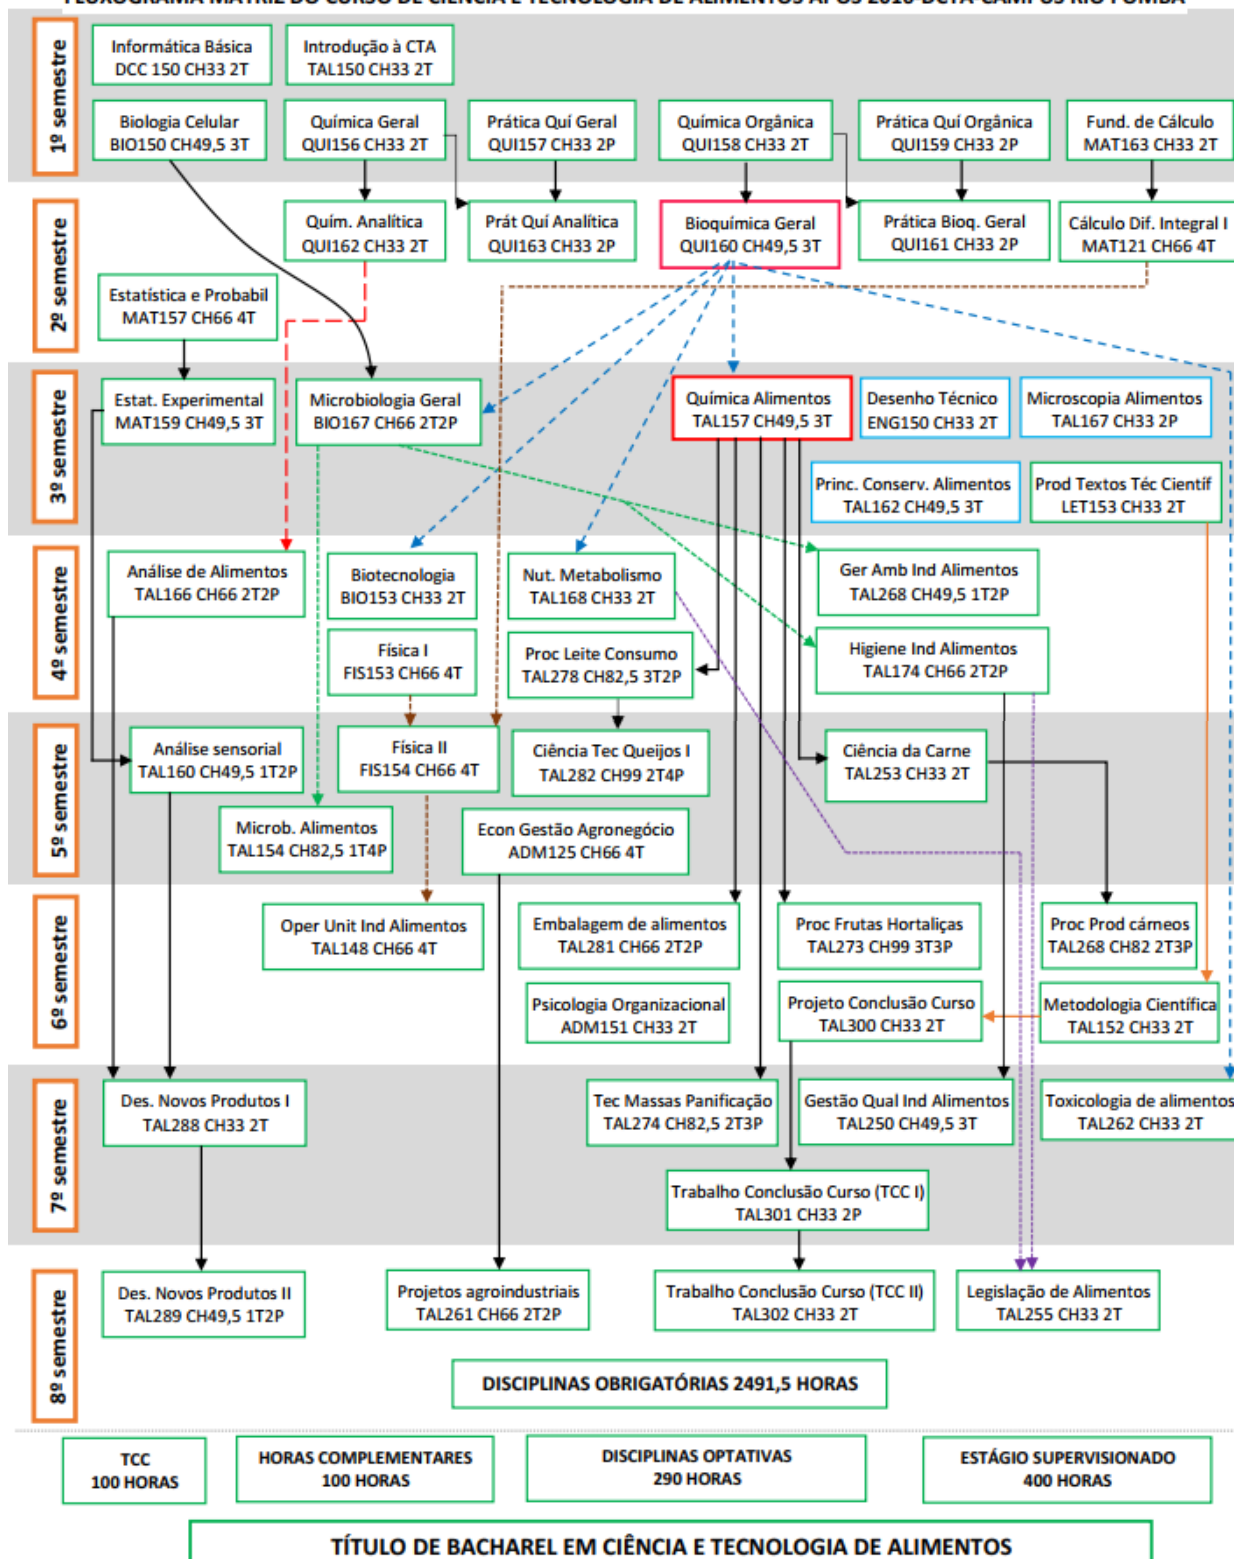 FLUXOGRAMA MATRIZ DO CURSO DE CIÊNCIA E TECNOLOGIA DE ALIMENTOS APÓS 2016-DCTA-CAMPUS RIO POMBA
1º semestre
Informática Básica
DCC 150 CH33 2T
Introdução à CTA
TAL150 CH33 2T
Biologia Celular
BIO150 CH49,5 3T
Química Geral
QUI156 CH33 2T
Prática Quí Geral
QUI157 CH33 2P
Química Orgânica
QUI158 CH33 2T
Prática Quí Orgânica
QUI159 CH33 2P
Fund. de Cálculo
MAT163 CH33 2T
2º semestre
Quím. Analítica
QUI162 CH33 2T
Prát Quí Analítica
QUI163 CH33 2P
Bioquímica Geral
QUI160 CH49,5 3T
Prática Bioq. Geral
QUI161 CH33 2P
Cálculo Dif. Integral I
MAT121 CH66 4T
Estatística e Probabil
MAT157 CH66 4T
3º semestre
Estat. Experimental
MAT159 CH49,5 3T
Microbiologia Geral
BIO167 CH66 2T2P
Química Alimentos
TAL157 CH49,5 3T
Desenho Técnico
ENG150 CH33 2T
Microscopia Alimentos
TAL167 CH33 2P
Princ. Conserv. Alimentos
TAL162 CH49,5 3T
Prod Textos Téc Científ
LET153 CH33 2T
4º semestre
Análise de Alimentos
TAL166 CH66 2T2P
Biotecnologia
BIO153 CH33 2T
Nut. Metabolismo
TAL168 CH33 2T
Ger Amb Ind Alimentos
TAL268 CH49,5 1T2P
Física I
FIS153 CH66 4T
Proc Leite Consumo
TAL278 CH82,5 3T2P
Higiene Ind Alimentos
TAL174 CH66 2T2P
5º semestre
Análise sensorial
TAL160 CH49,5 1T2P
Física II
FIS154 CH66 4T
Ciência Tec Queijos I
TAL282 CH99 2T4P
Ciência da Carne
TAL253 CH33 2T
Microb. Alimentos
TAL154 CH82,5 1T4P
Econ Gestão Agronegócio
ADM125 CH66 4T
6º semestre
Oper Unit Ind Alimentos
TAL148 CH66 4T
Embalagem de alimentos
TAL281 CH66 2T2P
Proc Frutas Hortaliças
TAL273 CH99 3T3P
Proc Prod cárneos
TAL268 CH82 2T3P
Psicologia Organizacional
ADM151 CH33 2T
Projeto Conclusão Curso
TAL300 CH33 2T
Metodologia Científica
TAL152 CH33 2T
7º semestre
Des. Novos Produtos I
TAL288 CH33 2T
Tec Massas Panificação
TAL274 CH82,5 2T3P
Gestão Qual Ind Alimentos
TAL250 CH49,5 3T
Toxicologia de alimentos
TAL262 CH33 2T
Trabalho Conclusão Curso (TCC I)
TAL301 CH33 2P
8º semestre
Des. Novos Produtos II
TAL289 CH49,5 1T2P
Projetos agroindustriais
TAL261 CH66 2T2P
Trabalho Conclusão Curso (TCC II)
TAL302 CH33 2T
Legislação de Alimentos
TAL255 CH33 2T
DISCIPLINAS OBRIGATÓRIAS 2491,5 HORAS
TCC
100 HORAS
HORAS COMPLEMENTARES
100 HORAS
DISCIPLINAS OPTATIVAS
290 HORAS
ESTÁGIO SUPERVISIONADO
400 HORAS
TÍTULO DE BACHAREL EM CIÊNCIA E TECNOLOGIA DE ALIMENTOS